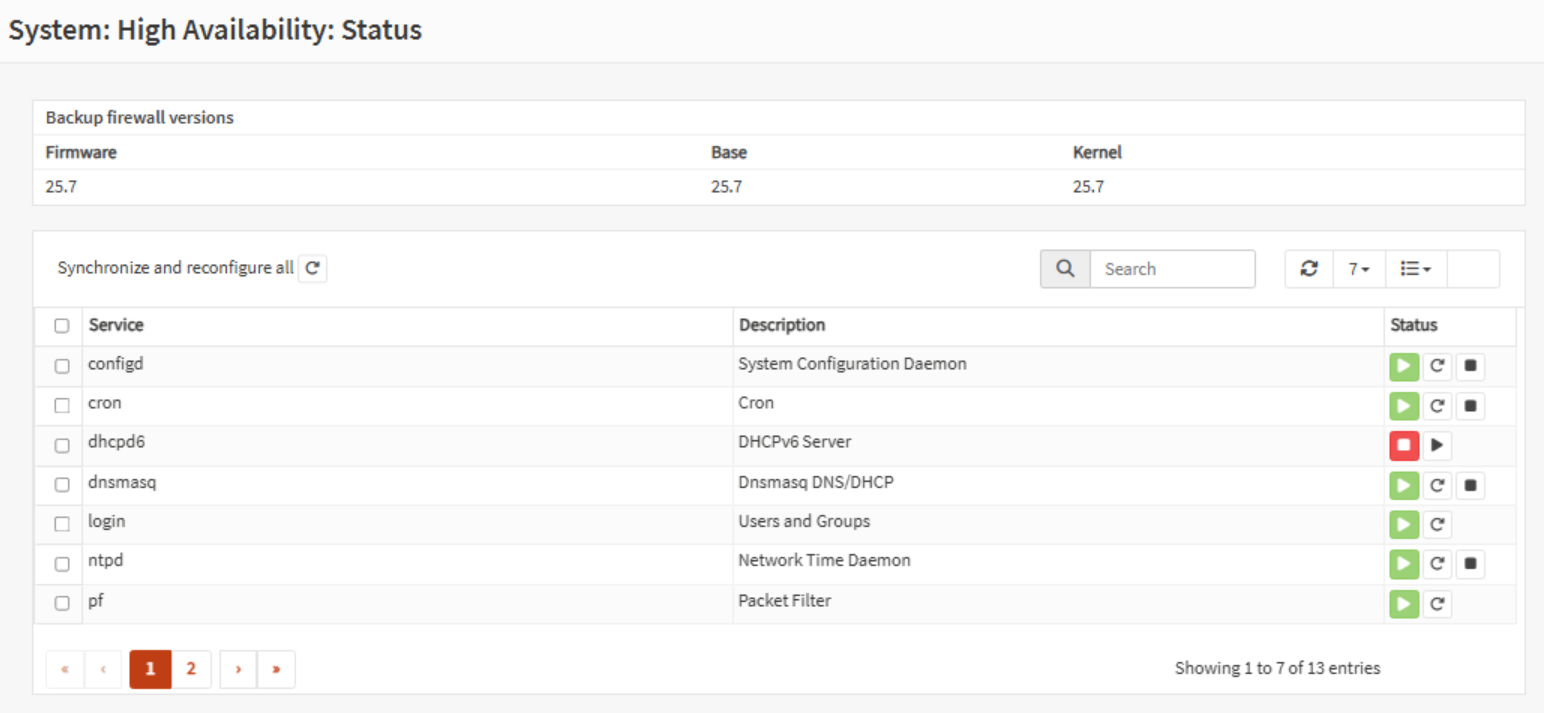 System: High Availability: Status
Backup firewall versions
Firmware Base Kernel
25.7 25.7 25.7
Synchronize and reconfigure all Search 7
Service Description Status
configd System Configuration Daemon
cron Cron
dhcpd6 DHCPv6 Server
dnsmasq Dnsmasq DNS/DHCP
login Users and Groups
ntpd Network Time Daemon
pf Packet Filter
« ‹ 1 2 › » Showing 1 to 7 of 13 entries